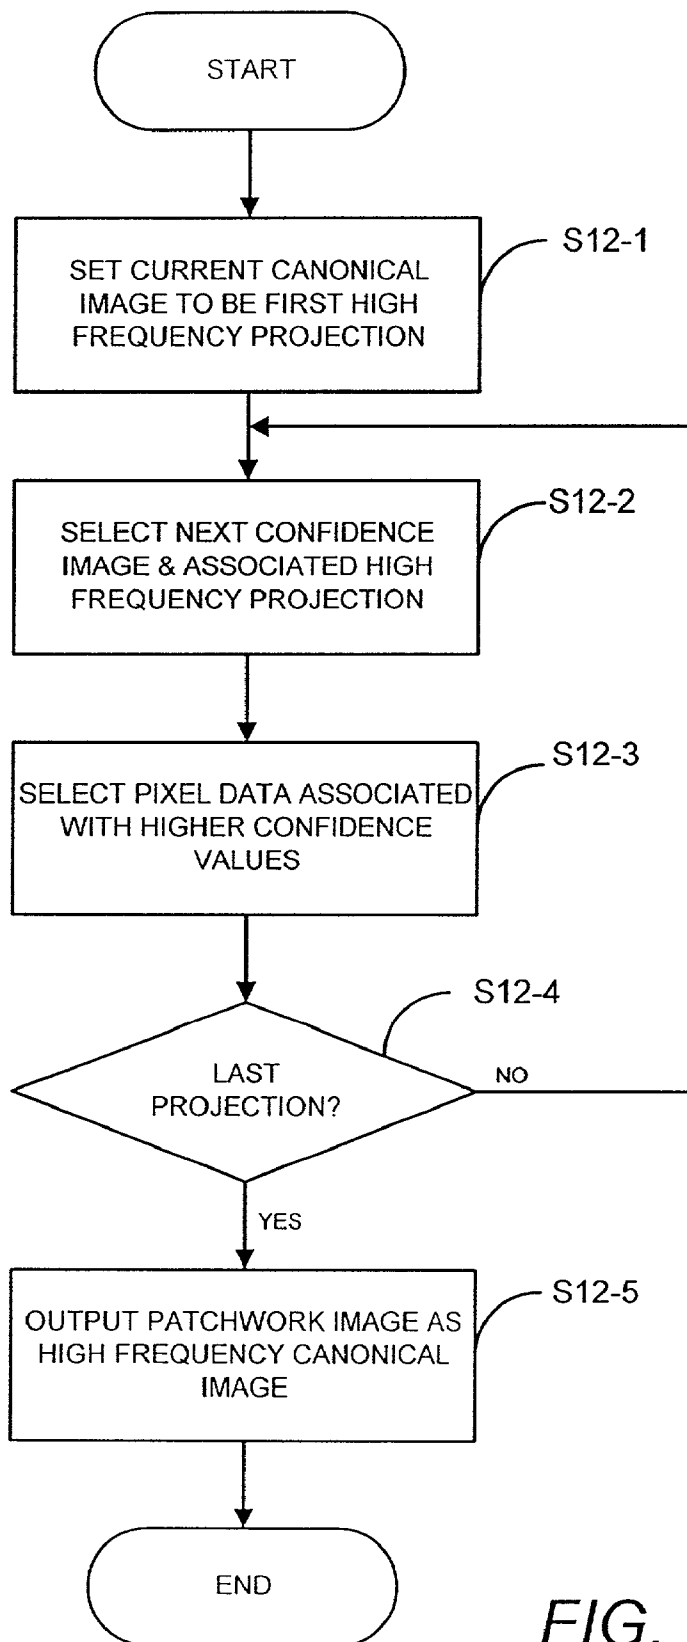 START
S12-1
SET CURRENT CANONICAL
IMAGE TO BE FIRST HIGH
FREQUENCY PROJECTION
S12-2
SELECT NEXT CONFIDENCE
IMAGE & ASSOCIATED HIGH
FREQUENCY PROJECTION
S12-3
SELECT PIXEL DATA ASSOCIATED
WITH HIGHER CONFIDENCE
VALUES
S12-4
LAST
PROJECTION?
NO
YES
S12-5
OUTPUT PATCHWORK IMAGE AS
HIGH FREQUENCY CANONICAL
IMAGE
END
FIG.